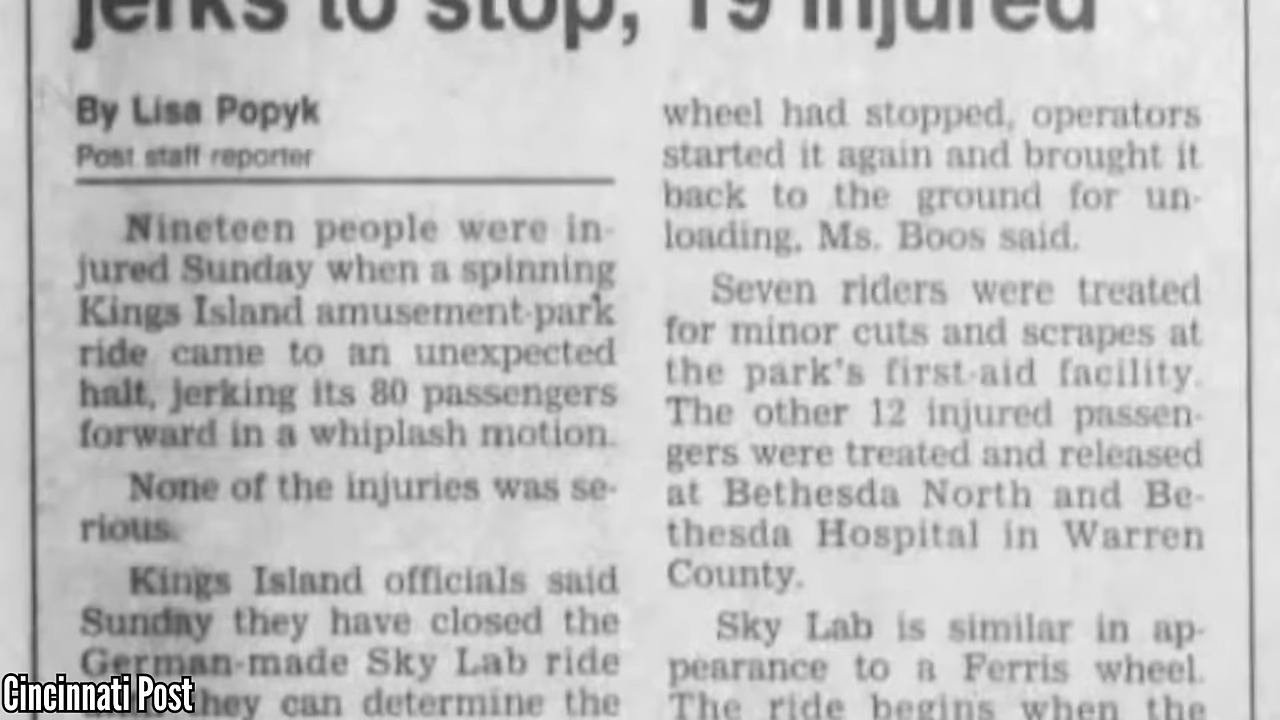 jerks to stop, 19 injured
By Lisa Popyk
Post staff reporter
Nineteen people were in-
jured Sunday when a spinning
Kings Island amusement-park
ride came to an unexpected
halt, jerking its 80 passengers
forward in a whiplash motion.
None of the injuries was se-
rious.
Kings Island officials said
Sunday they have closed the
German-made Sky Lab ride
they can determine the
wheel had stopped, operators
started it again and brought it
back to the ground for un-
loading, Ms. Boos said.
Seven riders were treated
for minor cuts and scrapes at
the park's first-aid facility.
The other 12 injured passen-
gers were treated and released
at Bethesda North and Be-
thesda Hospital in Warren
County.
Sky Lab is similar in ap-
pearance to a Ferris wheel.
The ride begins when the
Cincinnati Post